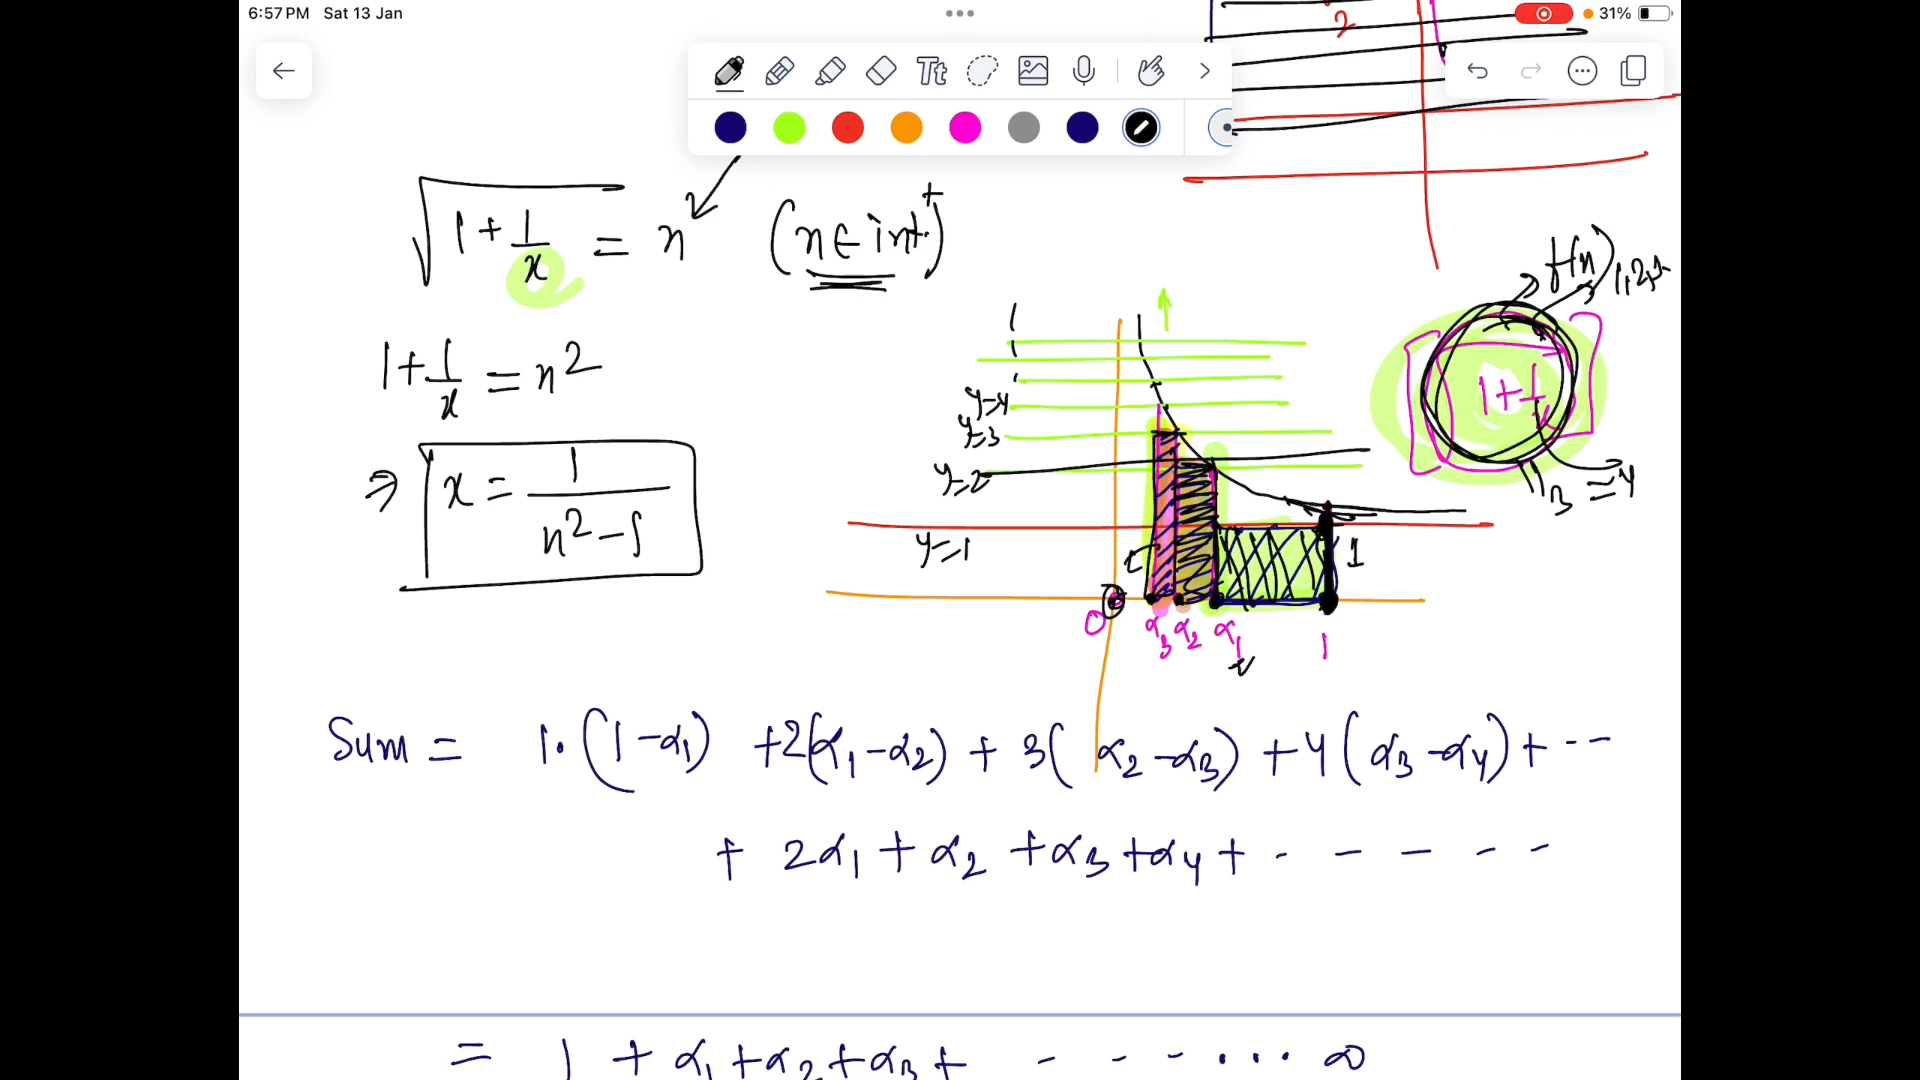 6:57 PM Sat 13 Jan
31%
Tt
2
√(1 + 1/x) = n (n ∈ int⁺)
f(n)
1,2,3
1 + 1/x = n²
⇒ x = 1/(n² - 1)
1 + 1/x
y=4
y=3
y=2
y=1
1
O α₃ α₂ α₁ 1
Sum = 1·(1-α₁) + 2(α₁-α₂) + 3(α₂-α₃) + 4(α₃-α₄) + ---
+ 2α₁ + α₂ + α₃ + α₄ + - - - - -
= 1 + α₁ + α₂ + α₃ + - - - ... ∞